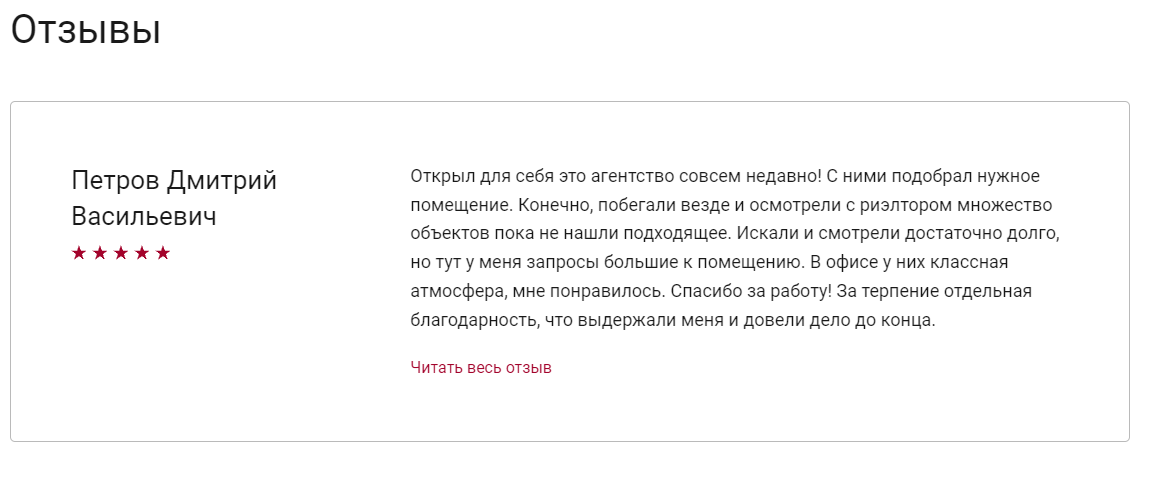 Отзывы
Петров Дмитрий
Васильевич
Открыл для себя это агентство совсем недавно! С ними подобрал нужное
помещение. Конечно, побегали везде и осмотрели с риэлтором множество
объектов пока не нашли подходящее. Искали и смотрели достаточно долго,
но тут у меня запросы большие к помещению. В офисе у них классная
атмосфера, мне понравилось. Спасибо за работу! За терпение отдельная
благодарность, что выдержали меня и довели дело до конца.
Читать весь отзыв